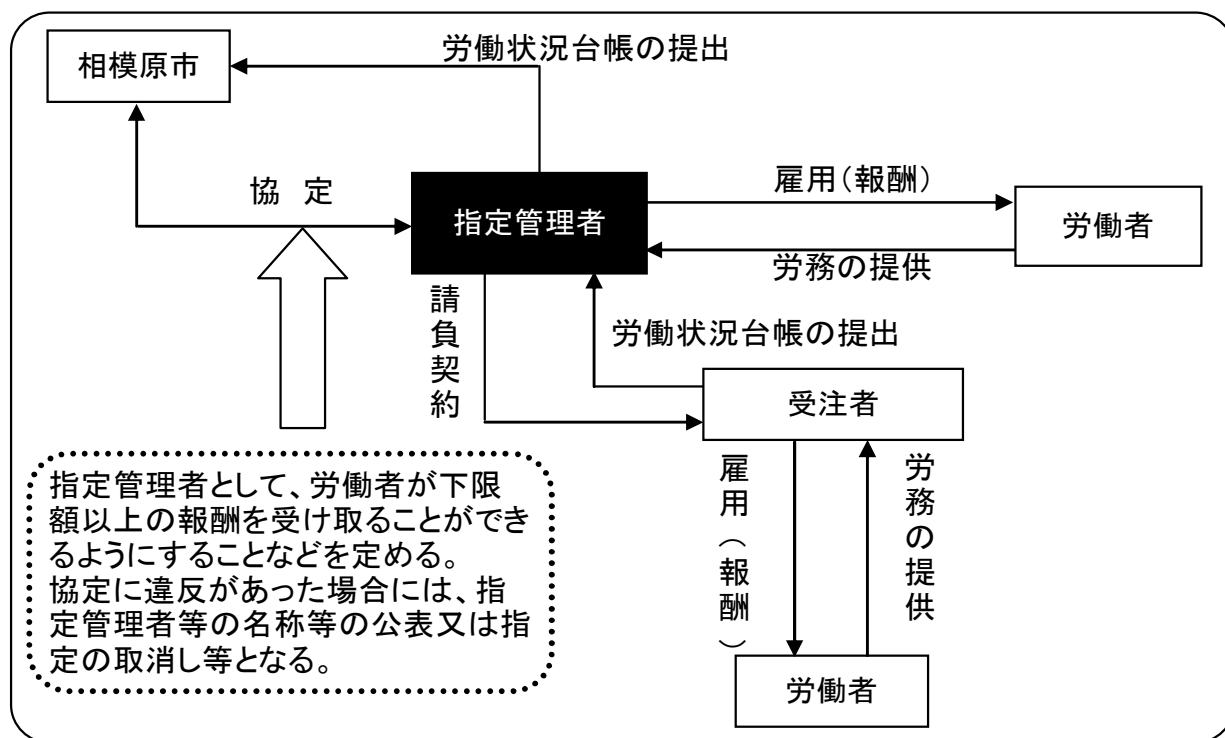 労働状況台帳の提出
相模原市
協　定
指定管理者
雇用(報酬)
労働者
労務の提供
請負契約
労働状況台帳の提出
受注者
雇用(報酬)
労務の提供
労働者
指定管理者として、労働者が下限
額以上の報酬を受け取ることができ
るようにすることなどを定める。
協定に違反があった場合には、指
定管理者等の名称等の公表又は指
定の取消し等となる。